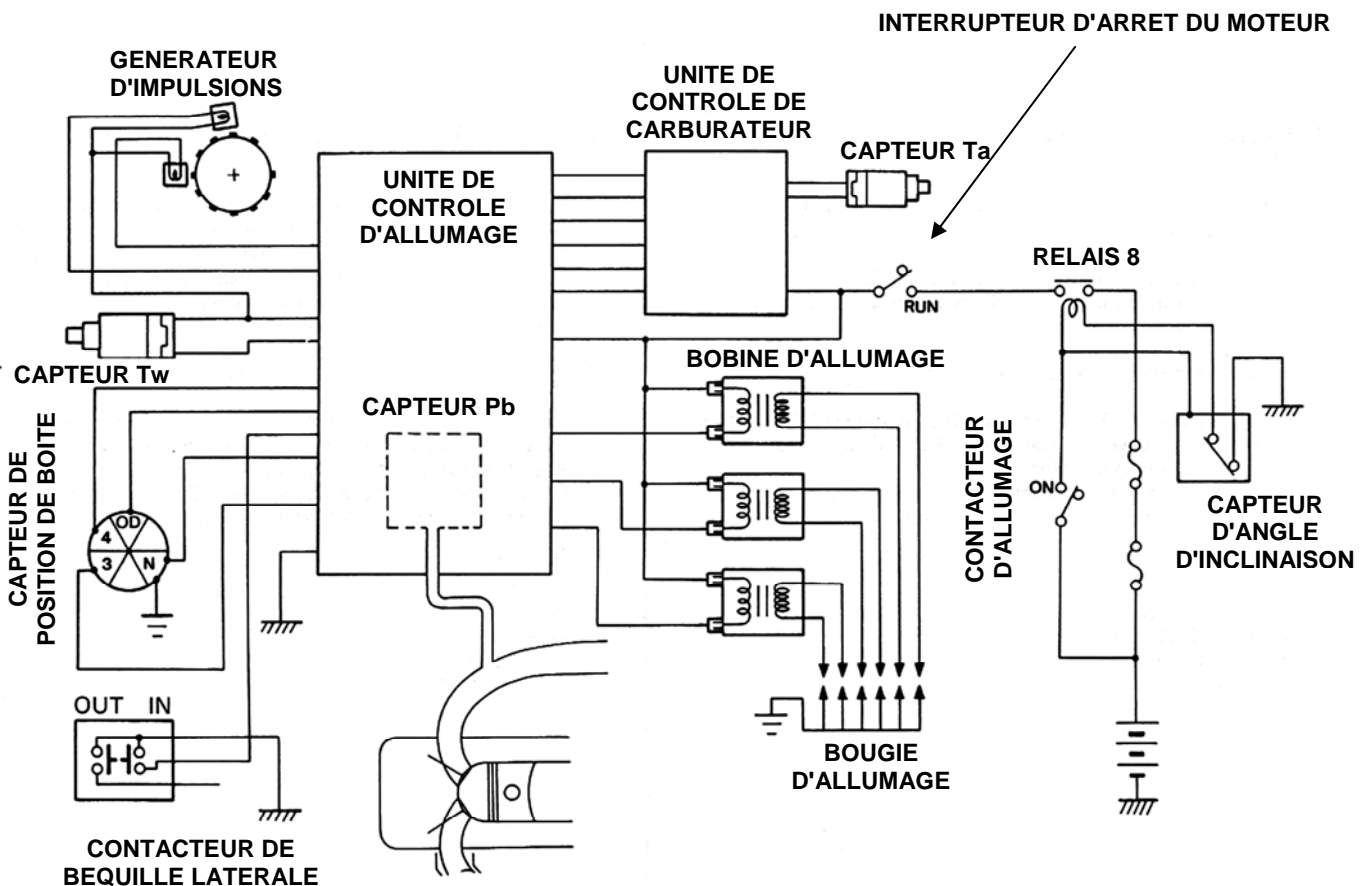 INTERRUPTEUR D'ARRET DU MOTEUR
GENERATEUR
D'IMPULSIONS
UNITE DE
CONTROLE DE
CARBURATEUR
CAPTEUR Ta
UNITE DE
CONTROLE
D'ALLUMAGE
RELAIS 8
RUN
CAPTEUR Tw
BOBINE D'ALLUMAGE
CAPTEUR Pb
CAPTEUR DE
POSITION DE BOITE
OD
4
3
N
CONTACTEUR
D'ALLUMAGE
ON
CAPTEUR
D'ANGLE
D'INCLINAISON
OUT IN
BOUGIE
D'ALLUMAGE
CONTACTEUR DE
BEQUILLE LATERALE